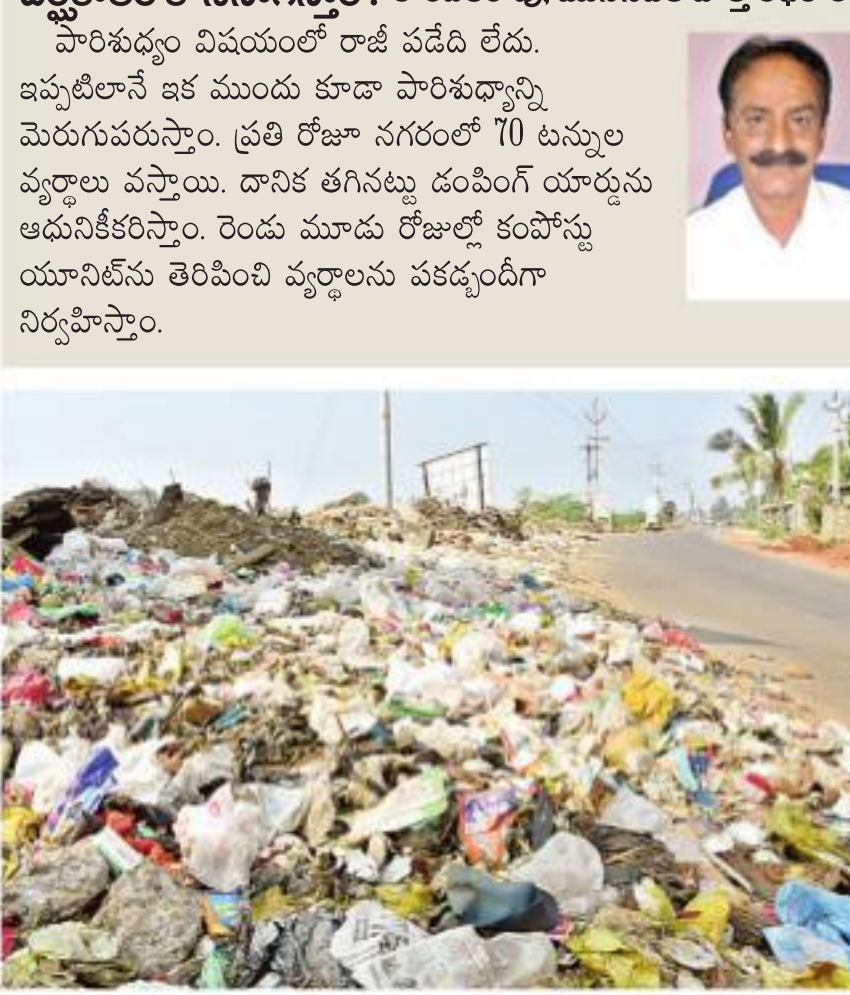 పారిశుధ్యం విషయంలో రాజీ పడేది లేదు.
ఇప్పటిలానే ఇక ముందు కూడా పారిశుధ్యాన్ని
మెరుగుపరుస్తాం. ప్రతి రోజూ నగరంలో 70 టన్నుల
వ్యర్థాలు వస్తాయి. దానిక తగినట్టు డంపింగ్ యార్డును
ఆధునికీకరిస్తాం. రెండు మూడు రోజుల్లో కంపోస్టు
యూనిట్‌ను తెరిపించి వ్యర్థాలను పకడ్బందీగా
నిర్వహిస్తాం.